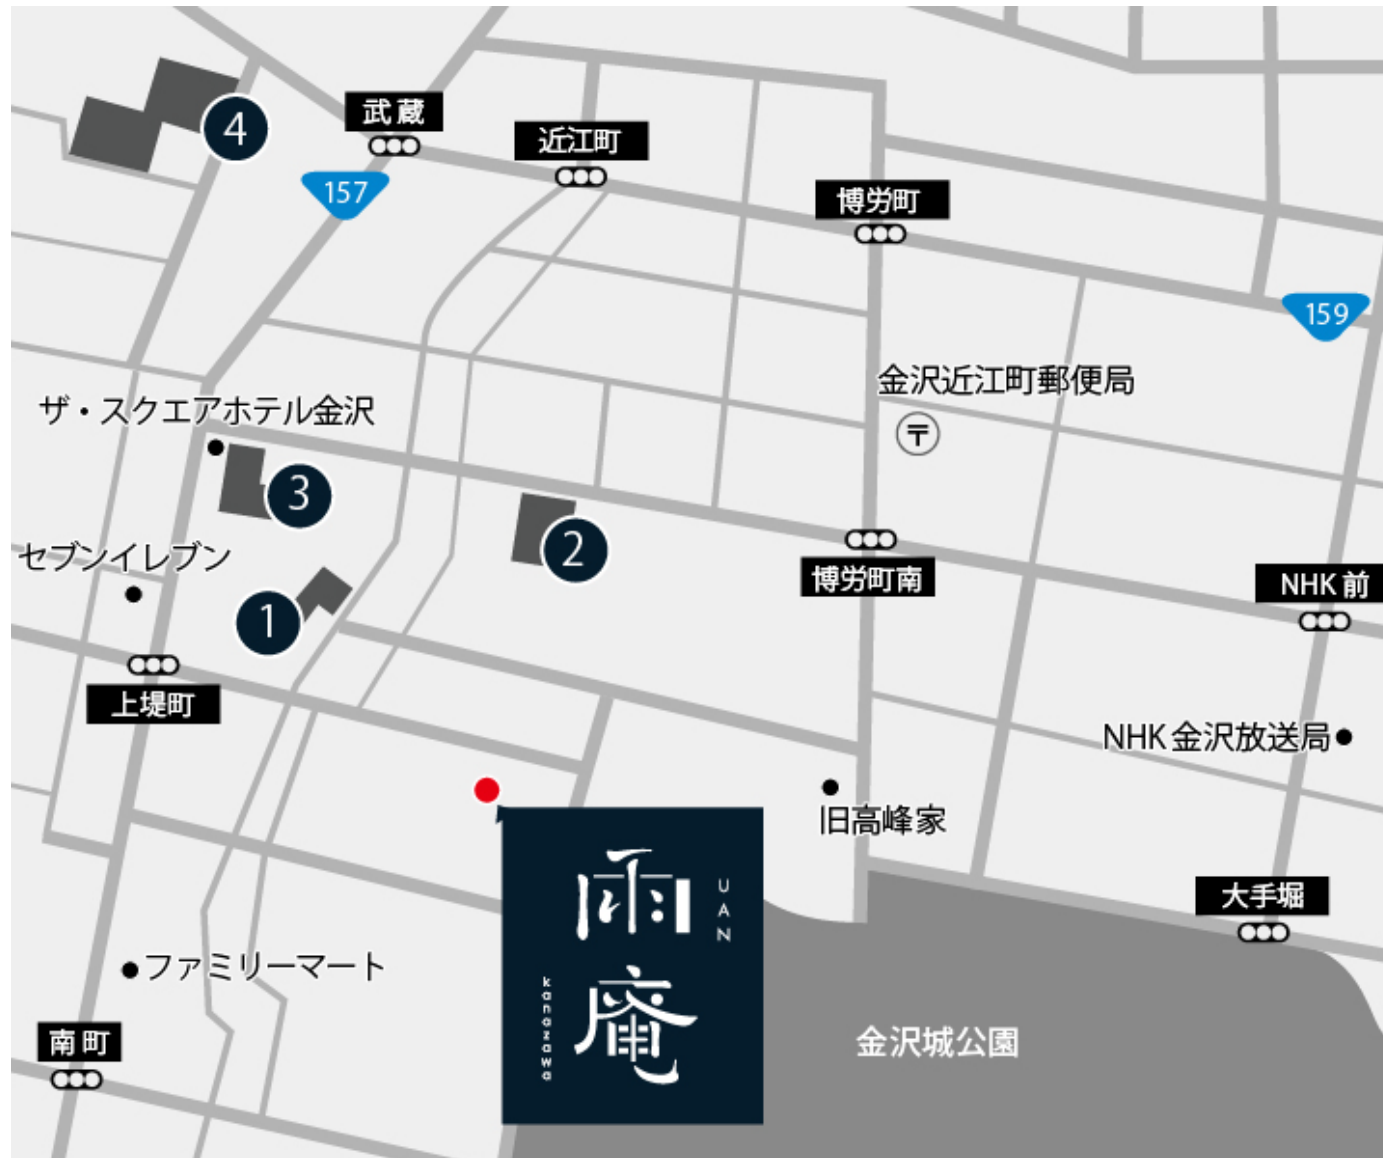 4
武蔵
近江町
157
博労町
159
金沢近江町郵便局
〒
ザ・スクエアホテル金沢
3
2
セブンイレブン
博労町南
NHK前
1
上堤町
NHK金沢放送局
旧高峰家
雨庵
UAN
kanazawa
大手堀
ファミリーマート
南町
金沢城公園